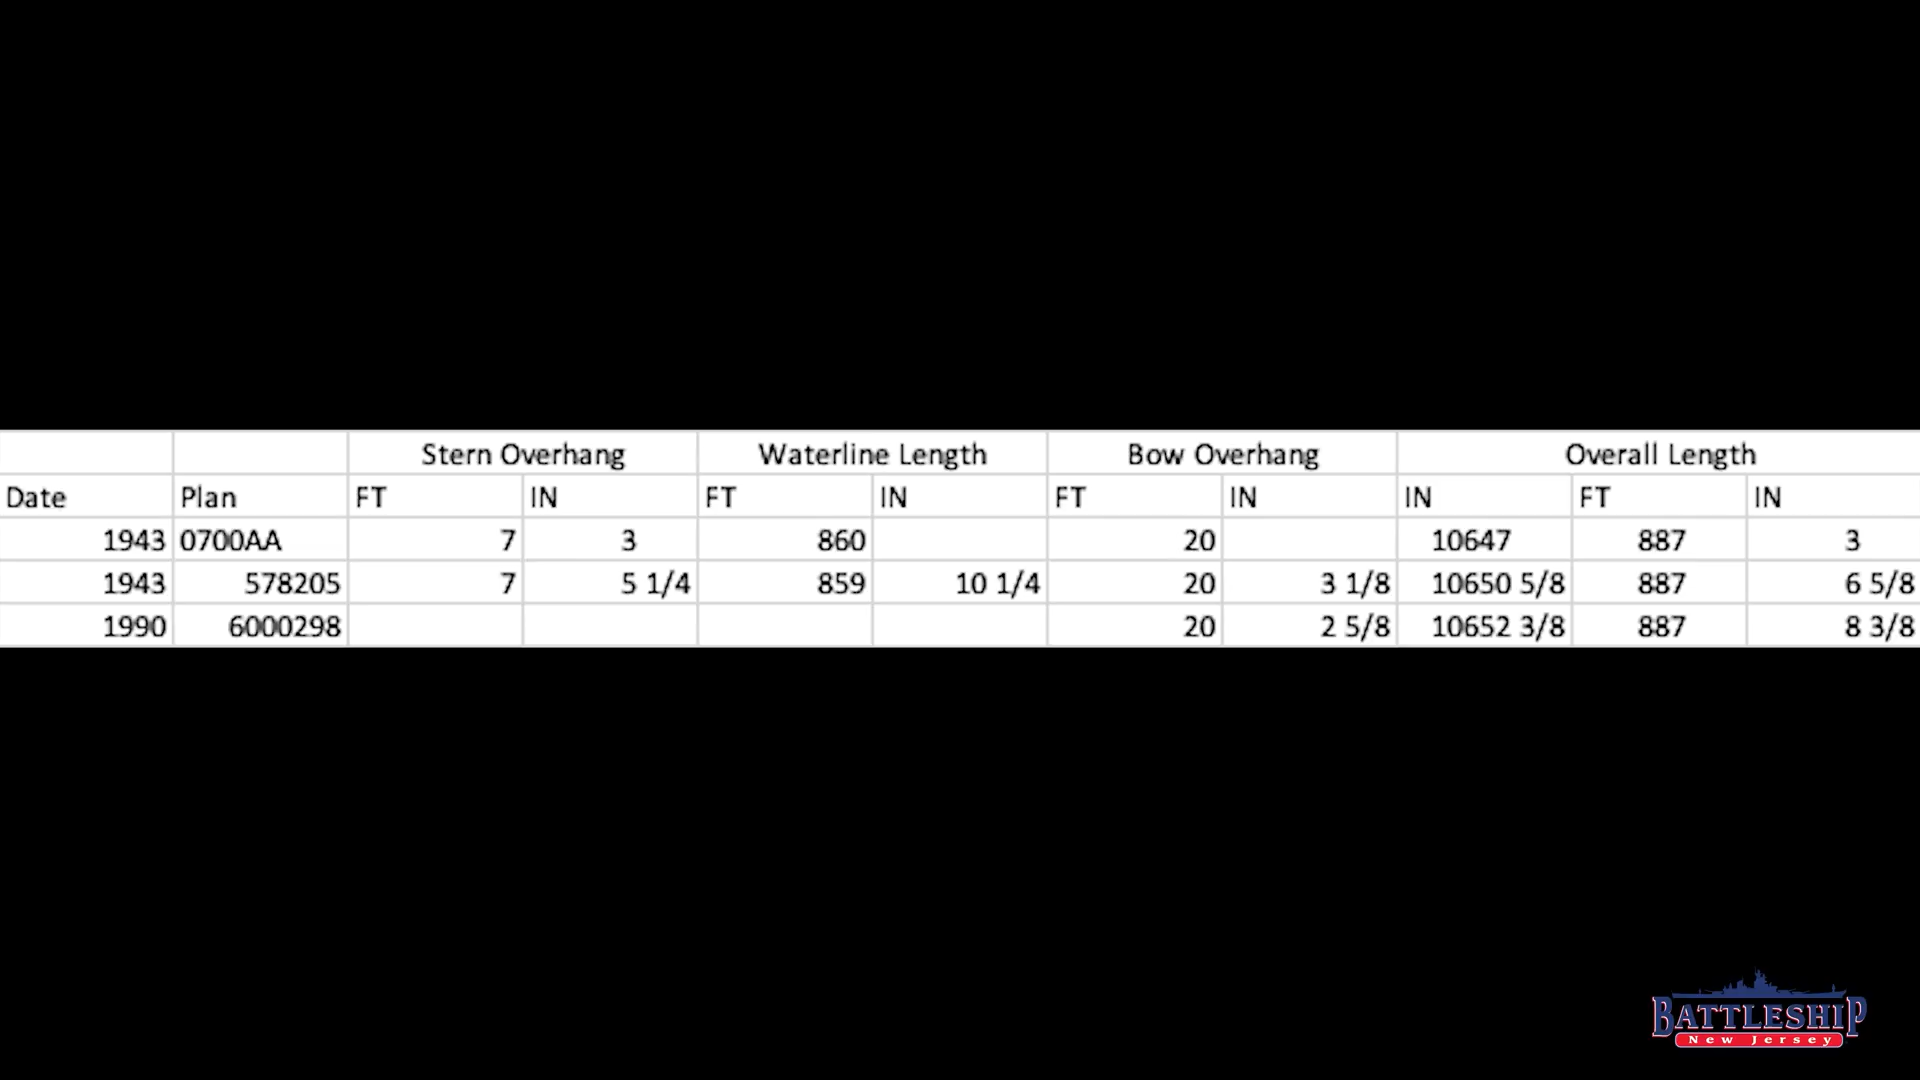 Stern Overhang Waterline Length Bow Overhang Overall Length
Date Plan FT IN FT IN FT IN IN FT IN
1943 0700AA 7 3 860 20 10647 887 3
1943 578205 7 5 1/4 859 10 1/4 20 3 1/8 10650 5/8 887 6 5/8
1990 6000298 20 2 5/8 10652 3/8 887 8 3/8
BATTLESHIP
New Jersey